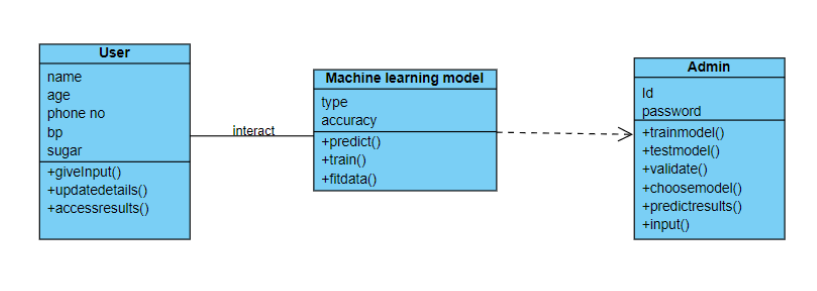 User
name
age
phone no
bp
sugar
+giveInput()
+updatedetails()
+accessresults()
interact
Machine learning model
type
accuracy
+predict()
+train()
+fitdata()
Admin
Id
password
+trainmodel()
+testmodel()
+validate()
+choosemodel()
+predictresults()
+input()